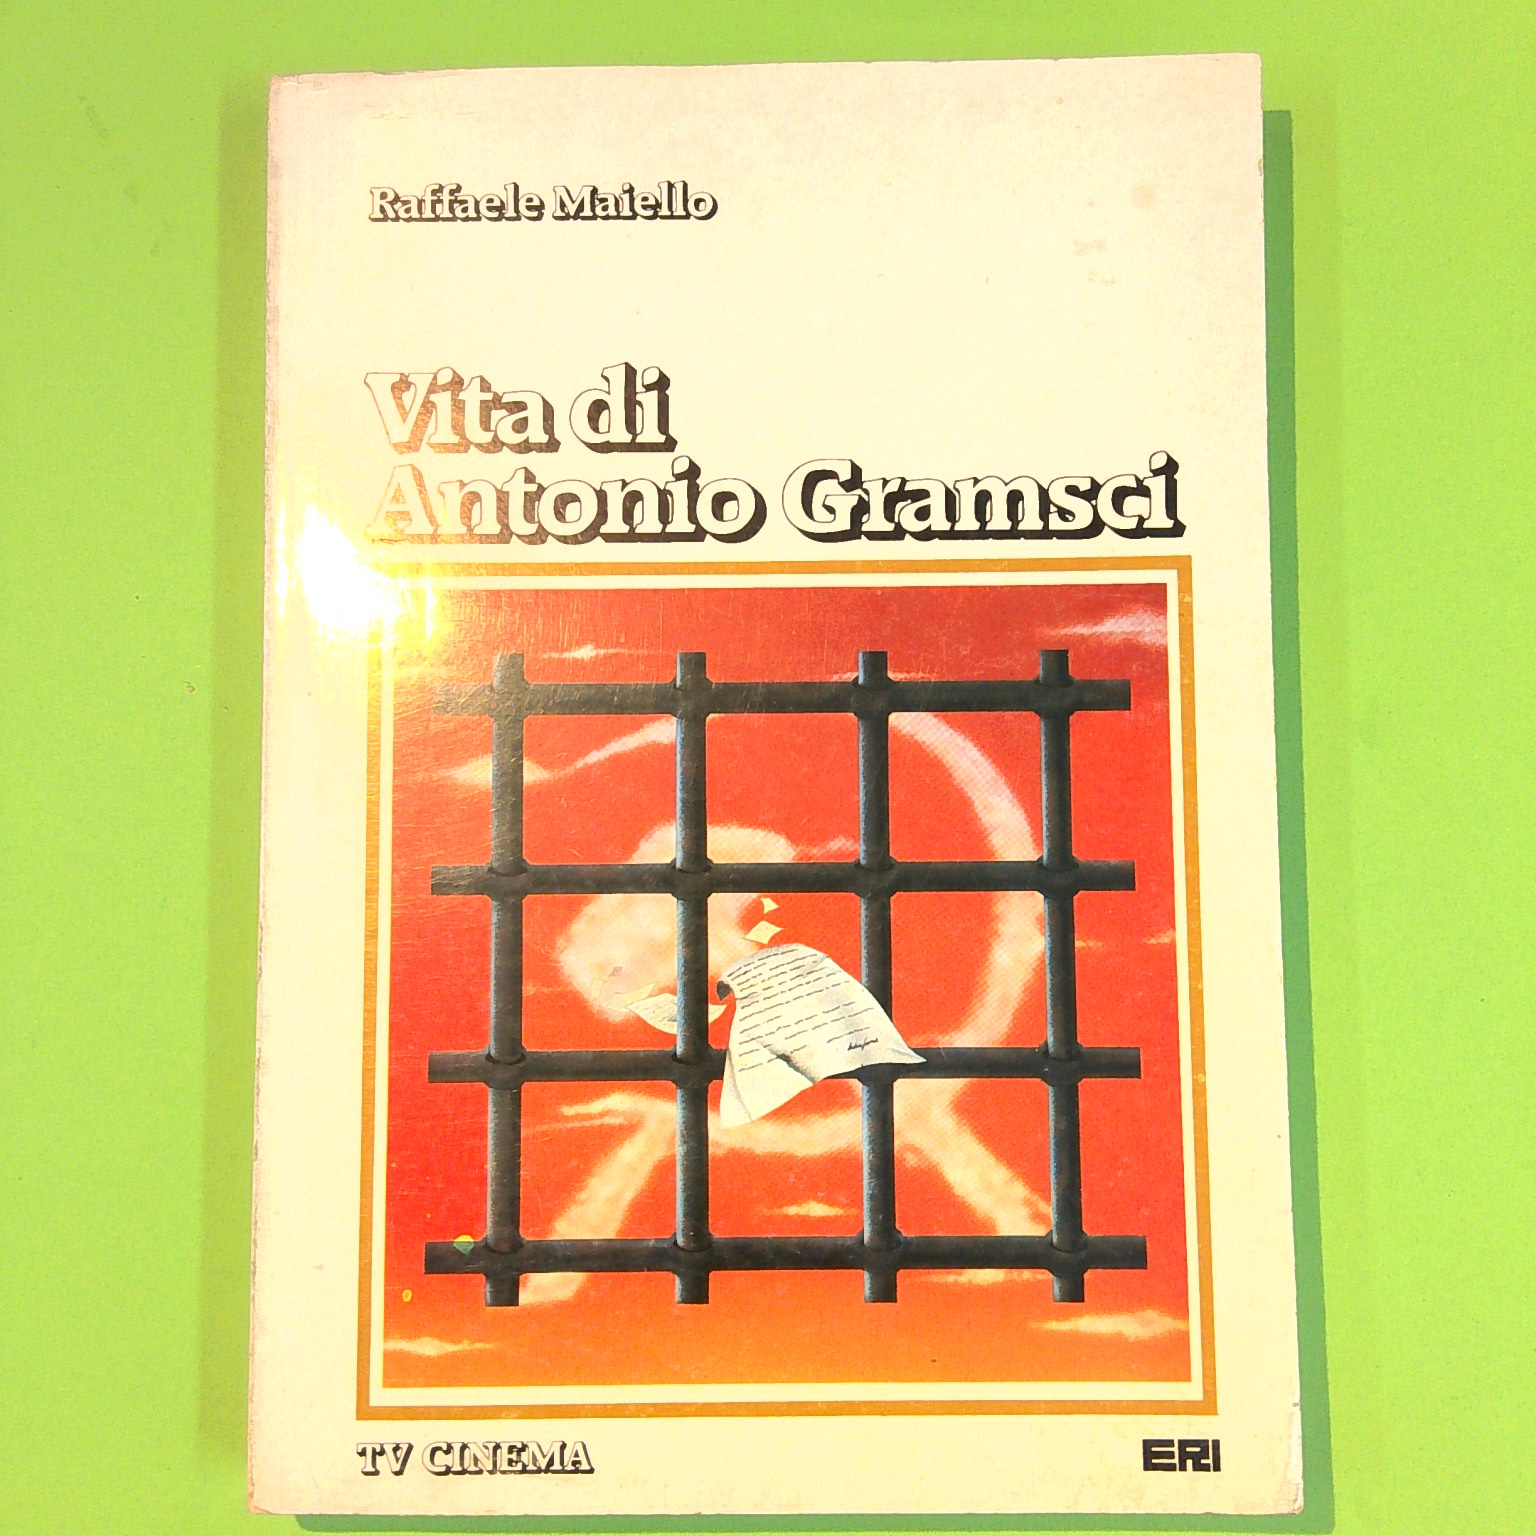 Raffaele Maiello
Vita di
Antonio Gramsci
TV CINEMA
ERI